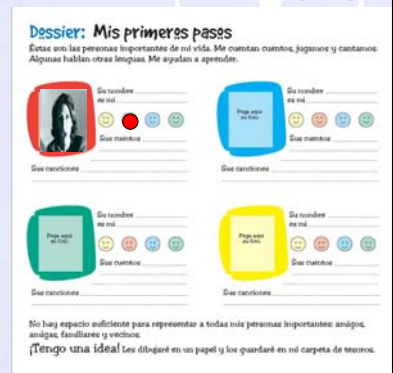 Dossier: Mis primeros pasos
Éstas son las personas importantes de mi vida. Me cuentan cuentos, jugamos y cantamos.
Algunas hablan otras lenguas. Me ayudan a aprender.
Su nombre
es mi
Sus cuentos
Sus canciones
Pega aquí
su foto
Su nombre
es mi
Sus cuentos
Sus canciones
Pega aquí
su foto
Su nombre
es mi
Sus cuentos
Sus canciones
Pega aquí
su foto
Su nombre
es mi
Sus cuentos
Sus canciones
No hay espacio suficiente para representar a todas mis personas importantes: amigos,
amigas, familiares y vecinos.
¡Tengo una idea! Les dibujaré en un papel y los guardaré en mi carpeta de tesoros.